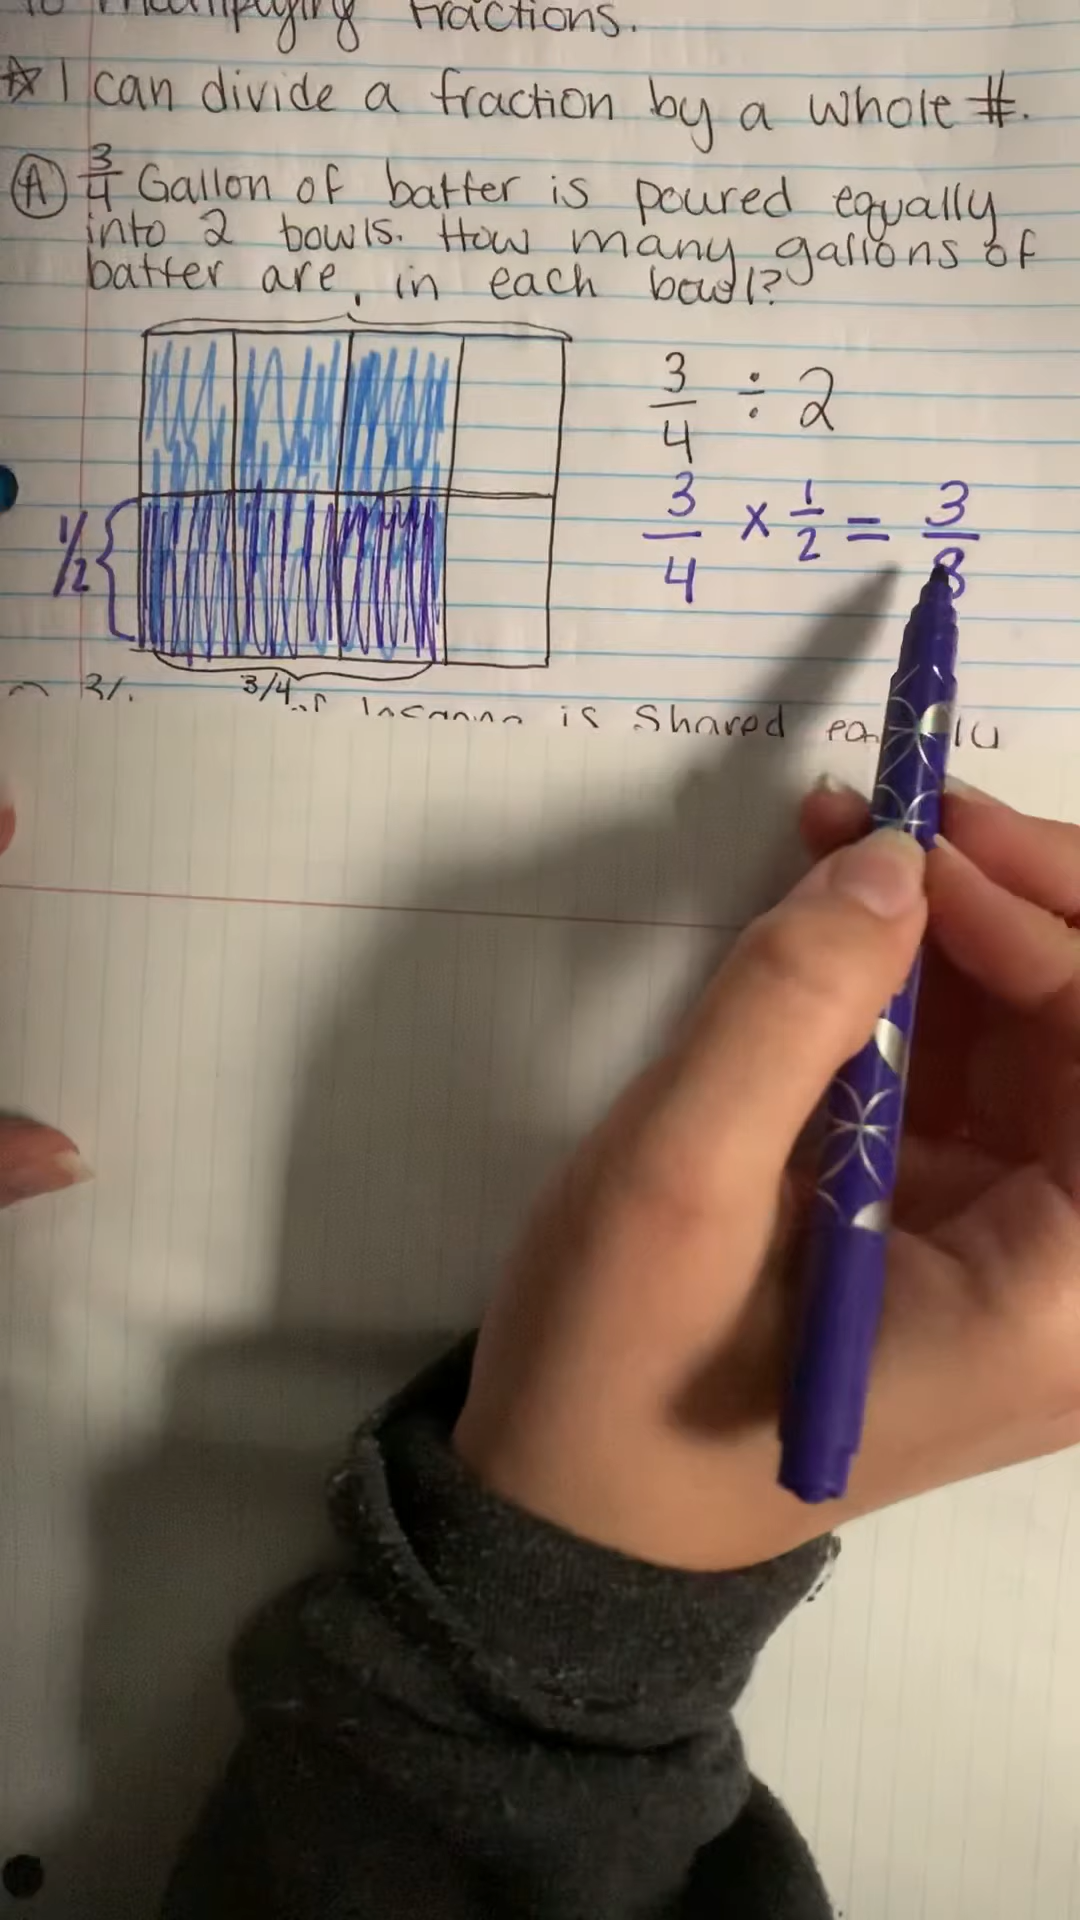 to multiplying fractions.
☆ I can divide a fraction by a whole #.
Ⓐ 3/4 Gallon of batter is poured equally
into 2 bowls. How many gallons of
batter are in each bowl?
3/4 ÷ 2
3/4 x 1/2 = 3/8
1/2
3/4
is shared